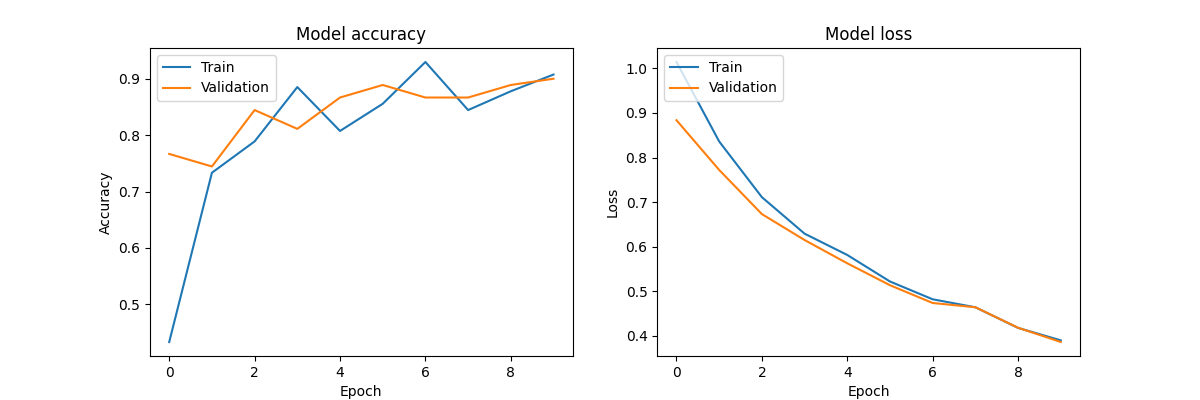 Model accuracy
Train
Validation
0.9
0.8
0.7
0.6
0.5
Accuracy
0 2 4 6 8
Epoch
Model loss
Train
Validation
1.0
0.9
0.8
0.7
0.6
0.5
0.4
Loss
0 2 4 6 8
Epoch